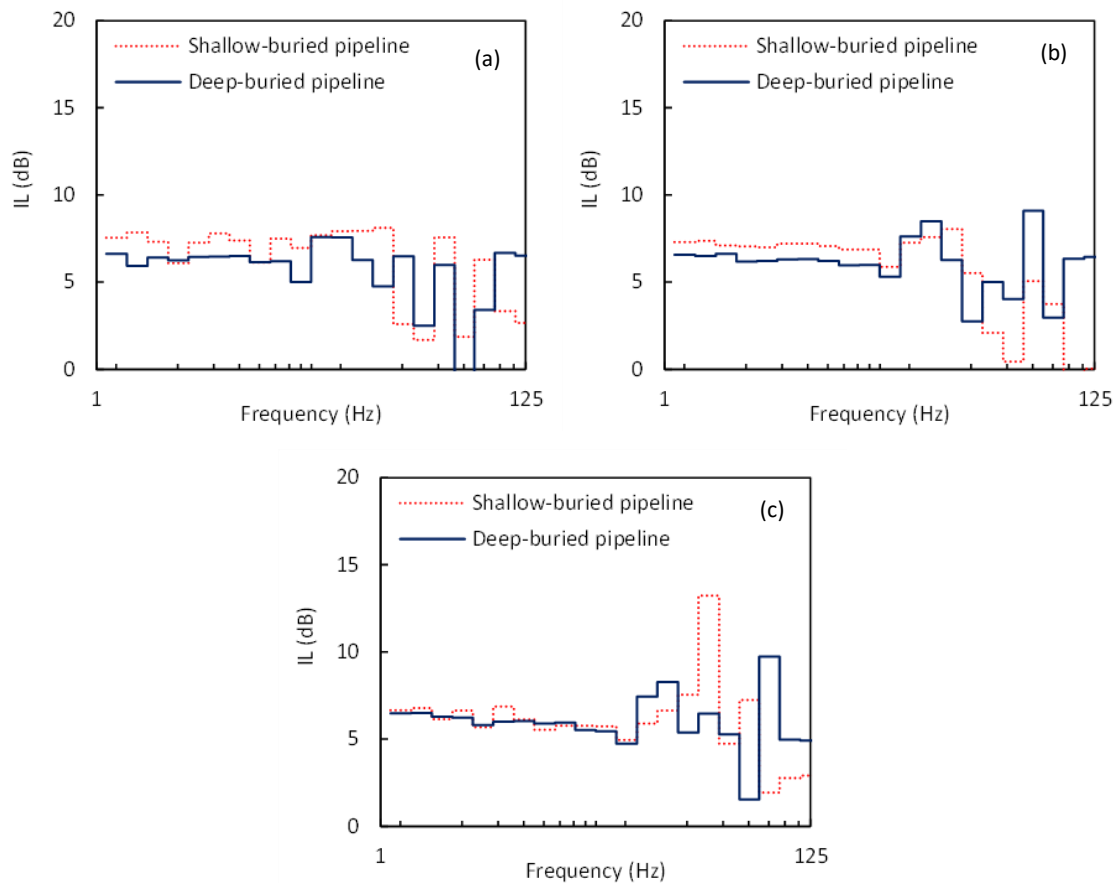 20
Shallow-buried pipeline
(a)
Deep-buried pipeline
15
IL (dB)
10
5
0
1
125
Frequency (Hz)
20
Shallow-buried pipeline
(b)
Deep-buried pipeline
15
IL (dB)
10
5
0
1
125
Frequency (Hz)
20
Shallow-buried pipeline
(c)
Deep-buried pipeline
15
IL (dB)
10
5
0
1
125
Frequency (Hz)